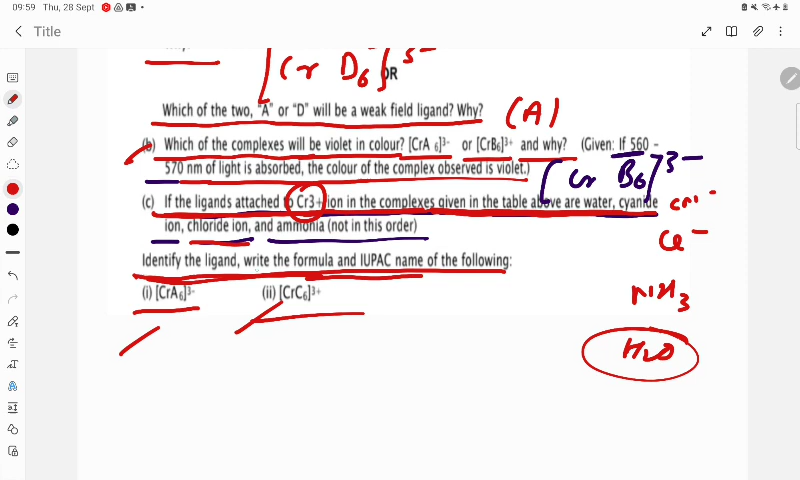 09:59 Thu, 28 Sept
Title
[Cr D6]3-
OR
Which of the two, "A" or "D" will be a weak field ligand? Why? (A)
(b) Which of the complexes will be violet in colour? [CrA 6]³⁻ or [CrB₆]³⁺ and why? (Given: If 560 -
570 nm of light is absorbed, the colour of the complex observed is violet.) [Cr B6]3-
(c) If the ligands attached to Cr3+ ion in the complexes given in the table above are water, cyanide
ion, chloride ion, and ammonia (not in this order)
Cl-
Identify the ligand, write the formula and IUPAC name of the following:
(i) [CrA₆]³⁻ (ii) [CrC₆]³⁺
NH3
H2O